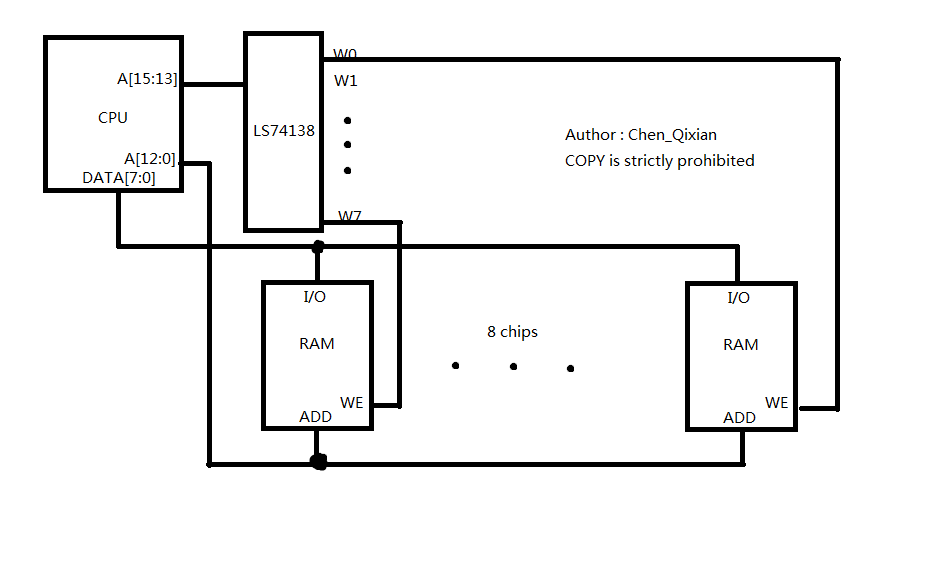 A[15:13]
CPU
A[12:0]
DATA[7:0]
LS74138
W0
W1
W7
Author : Chen_Qixian
COPY is strictly prohibited
I/O
RAM
WE
ADD
8 chips
I/O
RAM
WE
ADD